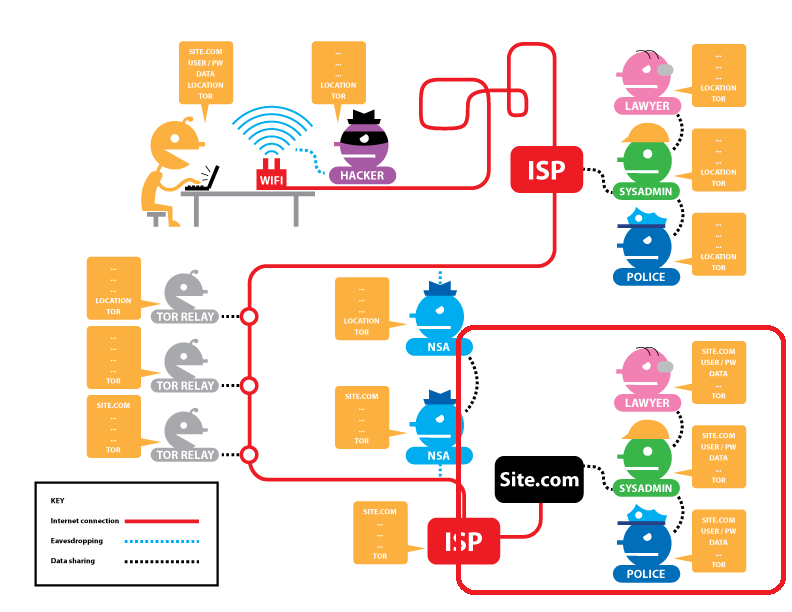 SITE.COM
USER / PW
DATA
LOCATION
TOR
...
...
...
LOCATION
TOR
WIFI
HACKER
ISP
...
...
...
LOCATION
TOR
LAWYER
...
...
...
LOCATION
TOR
SYSADMIN
...
...
...
LOCATION
TOR
POLICE
...
...
...
LOCATION
TOR
TOR RELAY
...
...
...
...
TOR
TOR RELAY
SITE.COM
...
...
...
TOR
TOR RELAY
...
...
...
LOCATION
TOR
NSA
SITE.COM
...
...
...
TOR
NSA
SITE.COM
USER / PW
DATA
...
TOR
LAWYER
Site.com
SITE.COM
USER / PW
DATA
...
TOR
SYSADMIN
SITE.COM
...
...
TOR
ISP
SITE.COM
USER / PW
DATA
...
TOR
POLICE
KEY
Internet connection
Eavesdropping
Data sharing